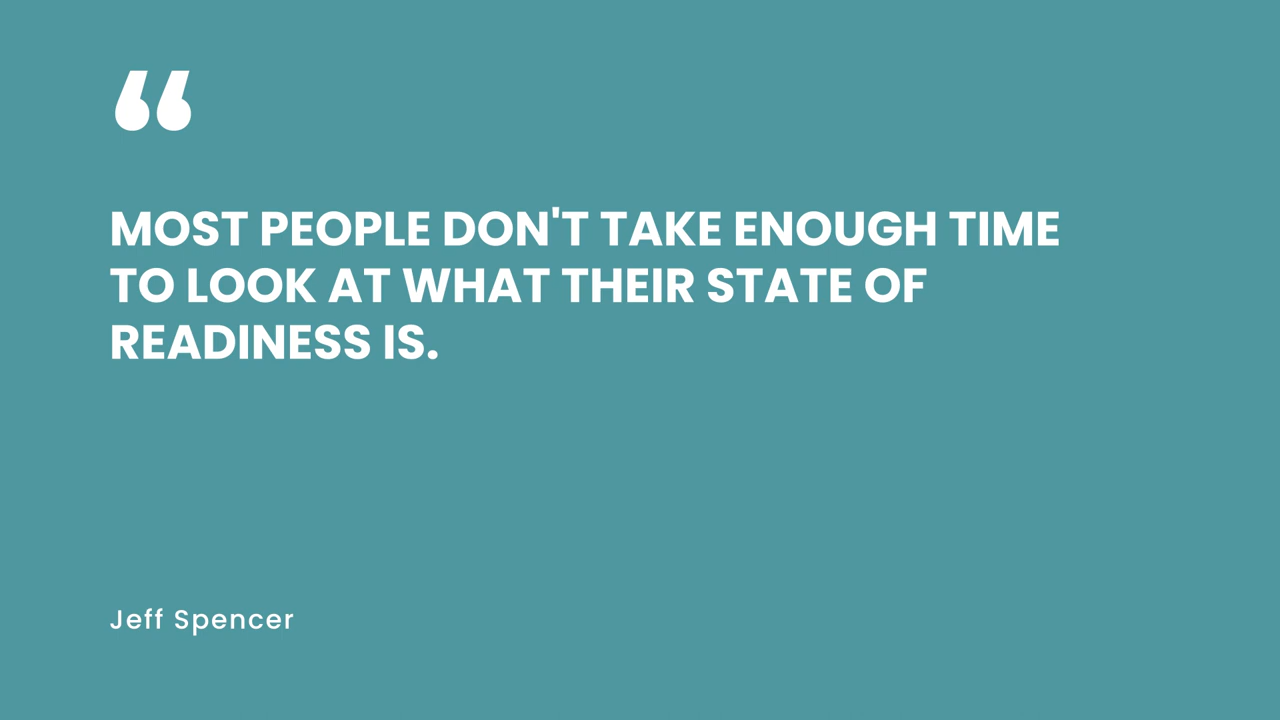 “
MOST PEOPLE DON'T TAKE ENOUGH TIME
TO LOOK AT WHAT THEIR STATE OF
READINESS IS.
Jeff Spencer